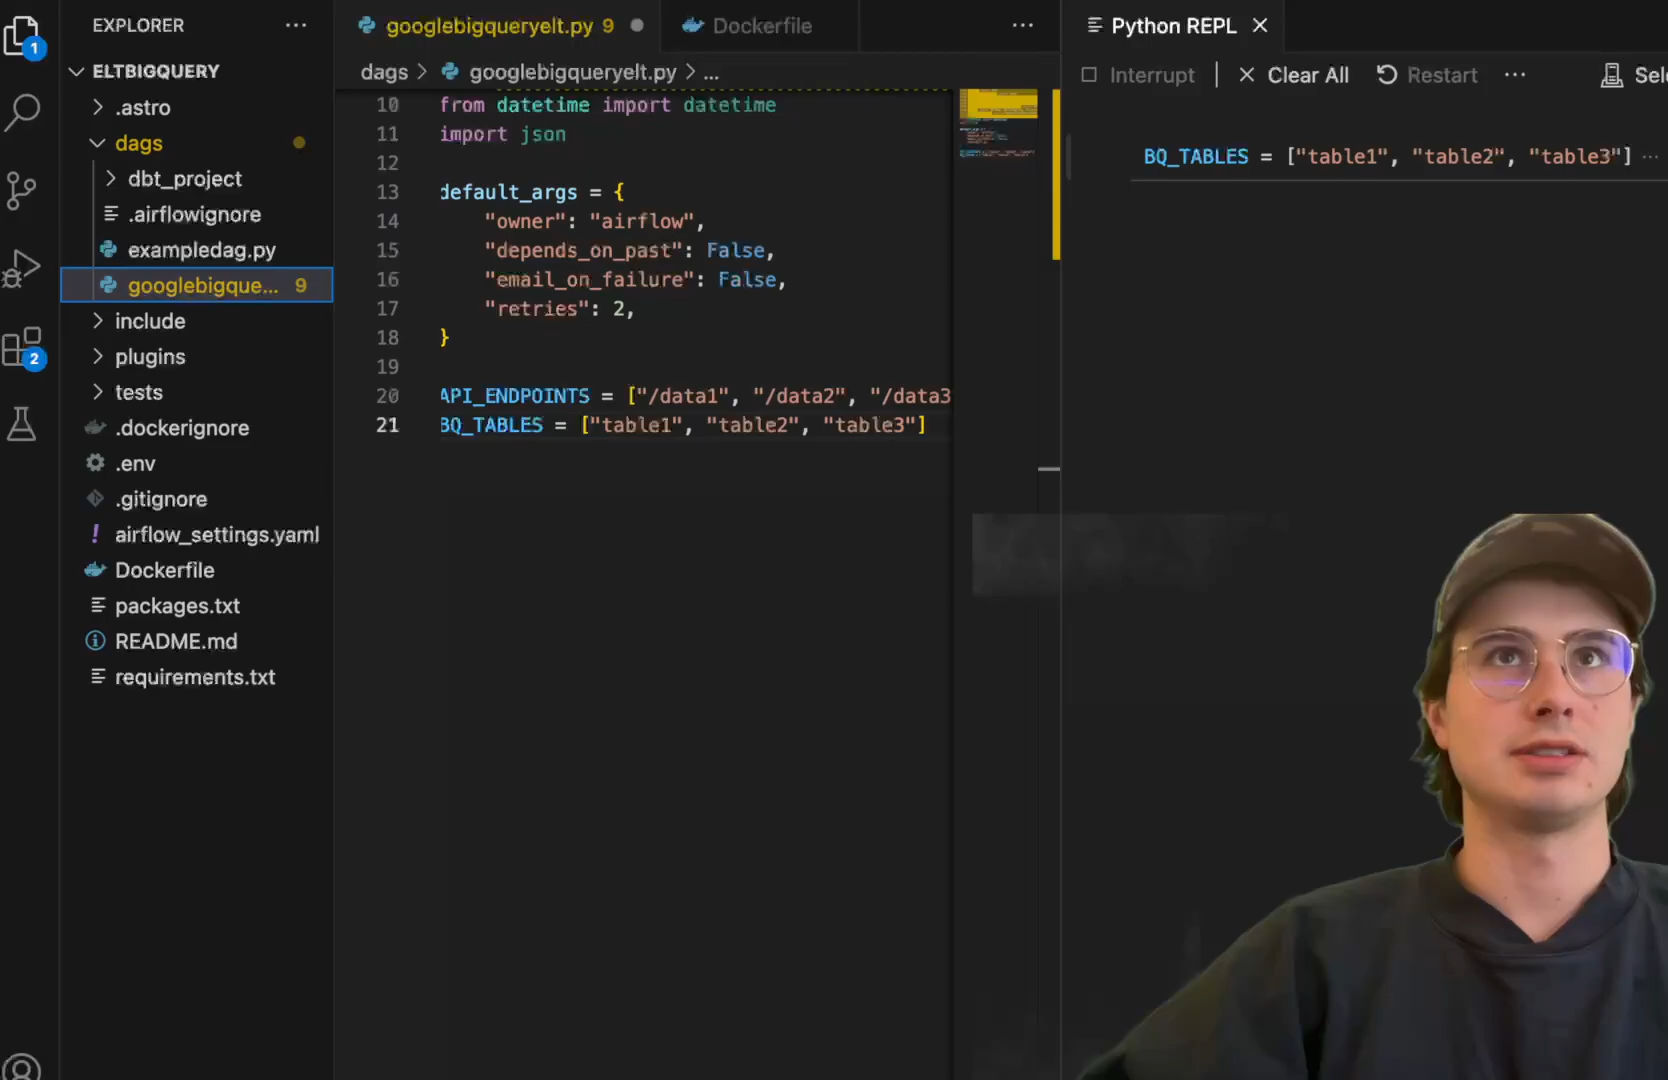 EXPLORER
ELTBIGQUERY
.astro
dags
dbt_project
.airflowignore
exampledag.py
googlebigque... 9
include
plugins
tests
.dockerignore
.env
.gitignore
airflow_settings.yaml
Dockerfile
packages.txt
README.md
requirements.txt
1
2
googlebigqueryelt.py 9
Dockerfile
dags > googlebigqueryelt.py > ...
10 from datetime import datetime
11 import json
12
13 default_args = {
14 "owner": "airflow",
15 "depends_on_past": False,
16 "email_on_failure": False,
17 "retries": 2,
18 }
19
20 API_ENDPOINTS = ["/data1", "/data2", "/data3
21 BQ_TABLES = ["table1", "table2", "table3"]
Python REPL
Interrupt | Clear All Restart ... Sele
BQ_TABLES = ["table1", "table2", "table3"] ...